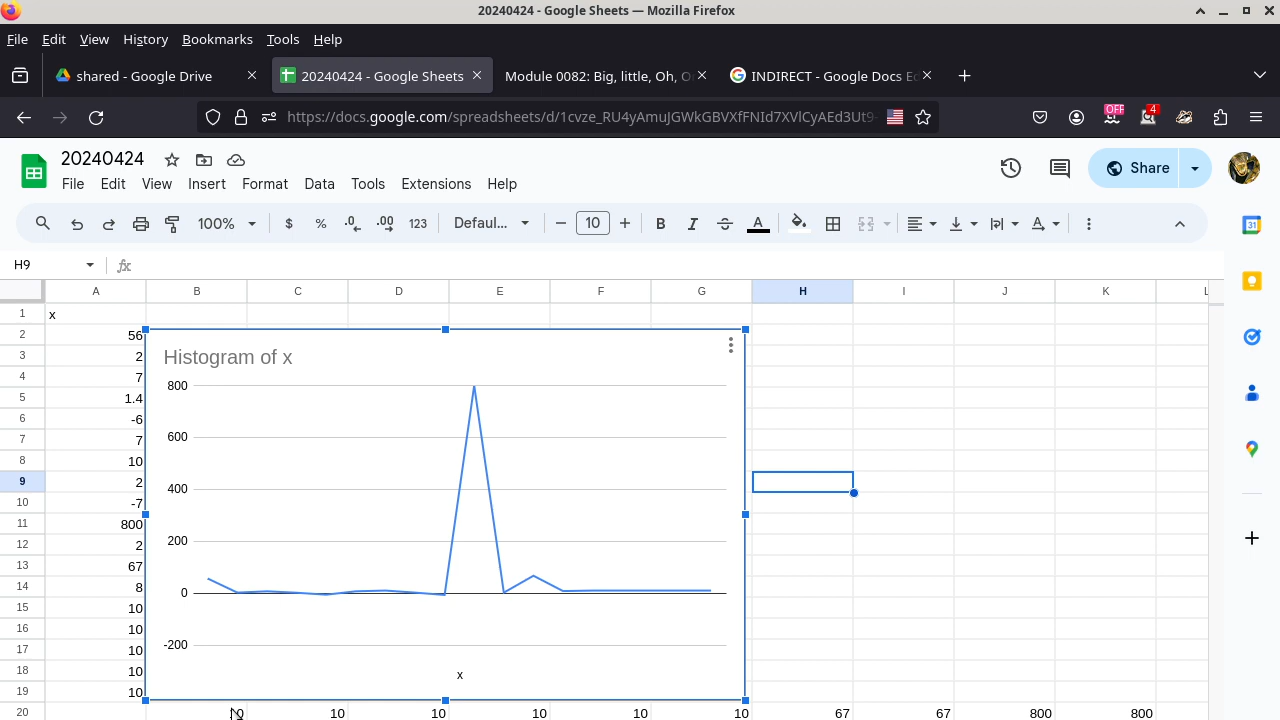 20240424 - Google Sheets — Mozilla Firefox
File Edit View History Bookmarks Tools Help
shared - Google Drive
20240424 - Google Sheets
Module 0082: Big, little, Oh, O
INDIRECT - Google Docs Ed
https://docs.google.com/spreadsheets/d/1cvze_RU4yAmuJGWkGBVXfFNId7XVlCyAEd3Ut9-
OFF
4
20240424
File Edit View Insert Format Data Tools Extensions Help
Share
100% $ % .0 .00 123 Defaul... 10 B I A
31
H9
fx
A B C D E F G H I J K L
1 x
2 56
3 2
4 7
5 1.4
6 -6
7 7
8 10
9 2
10 -7
11 800
12 2
13 67
14 8
15 10
16 10
17 10
18 10
19 10
20 10 10 10 10 10 10 67 67 800 800
Histogram of x
800
600
400
200
0
-200
x